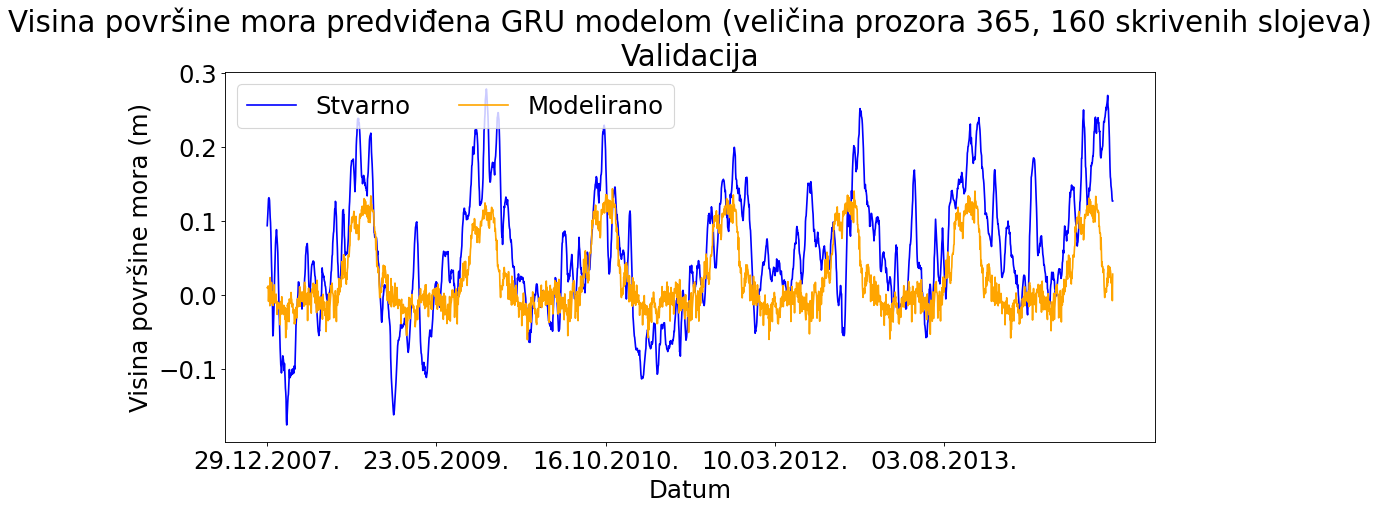 Visina površine mora predviđena GRU modelom (veličina prozora 365, 160 skrivenih slojeva)
Validacija
Stvarno Modelirano
Visina površine mora (m)
0.3
0.2
0.1
0.0
−0.1
29.12.2007. 23.05.2009. 16.10.2010. 10.03.2012. 03.08.2013.
Datum